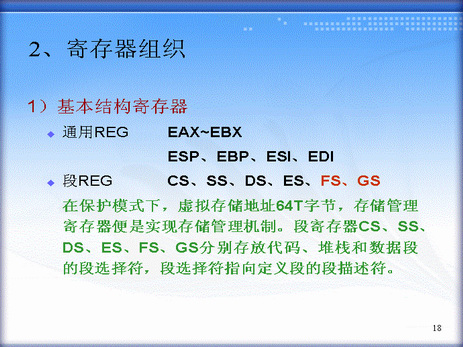 2、寄存器组织
1）基本结构寄存器
通用REG EAX~EBX
ESP、EBP、ESI、EDI
段REG CS、SS、DS、ES、FS、GS
在保护模式下，虚拟存储地址64T字节，存储管理
寄存器便是实现存储管理机制。段寄存器CS、SS、
DS、ES、FS、GS分别存放代码、堆栈和数据段
的段选择符，段选择符指向定义段的段描述符。
18